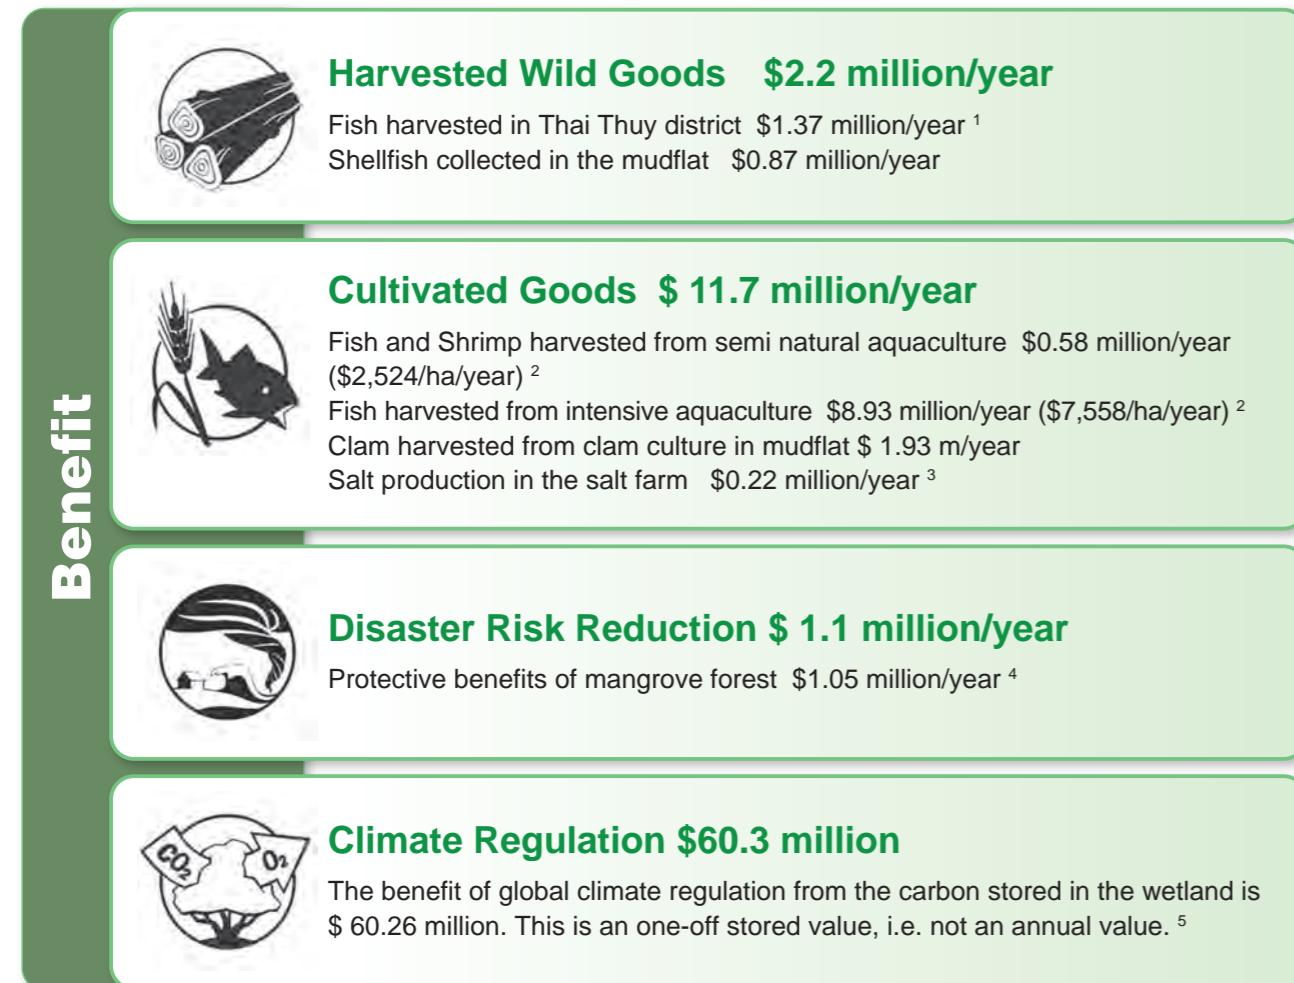 Benefit
Harvested Wild Goods $2.2 million/year
Fish harvested in Thai Thuy district $1.37 million/year ¹
Shellfish collected in the mudflat $0.87 million/year
Cultivated Goods $ 11.7 million/year
Fish and Shrimp harvested from semi natural aquaculture $0.58 million/year
($2,524/ha/year) ²
Fish harvested from intensive aquaculture $8.93 million/year ($7,558/ha/year) ²
Clam harvested from clam culture in mudflat $ 1.93 m/year
Salt production in the salt farm $0.22 million/year ³
Disaster Risk Reduction $ 1.1 million/year
Protective benefits of mangrove forest $1.05 million/year ⁴
CO₂
O₂
Climate Regulation $60.3 million
The benefit of global climate regulation from the carbon stored in the wetland is
$ 60.26 million. This is an one-off stored value, i.e. not an annual value. ⁵